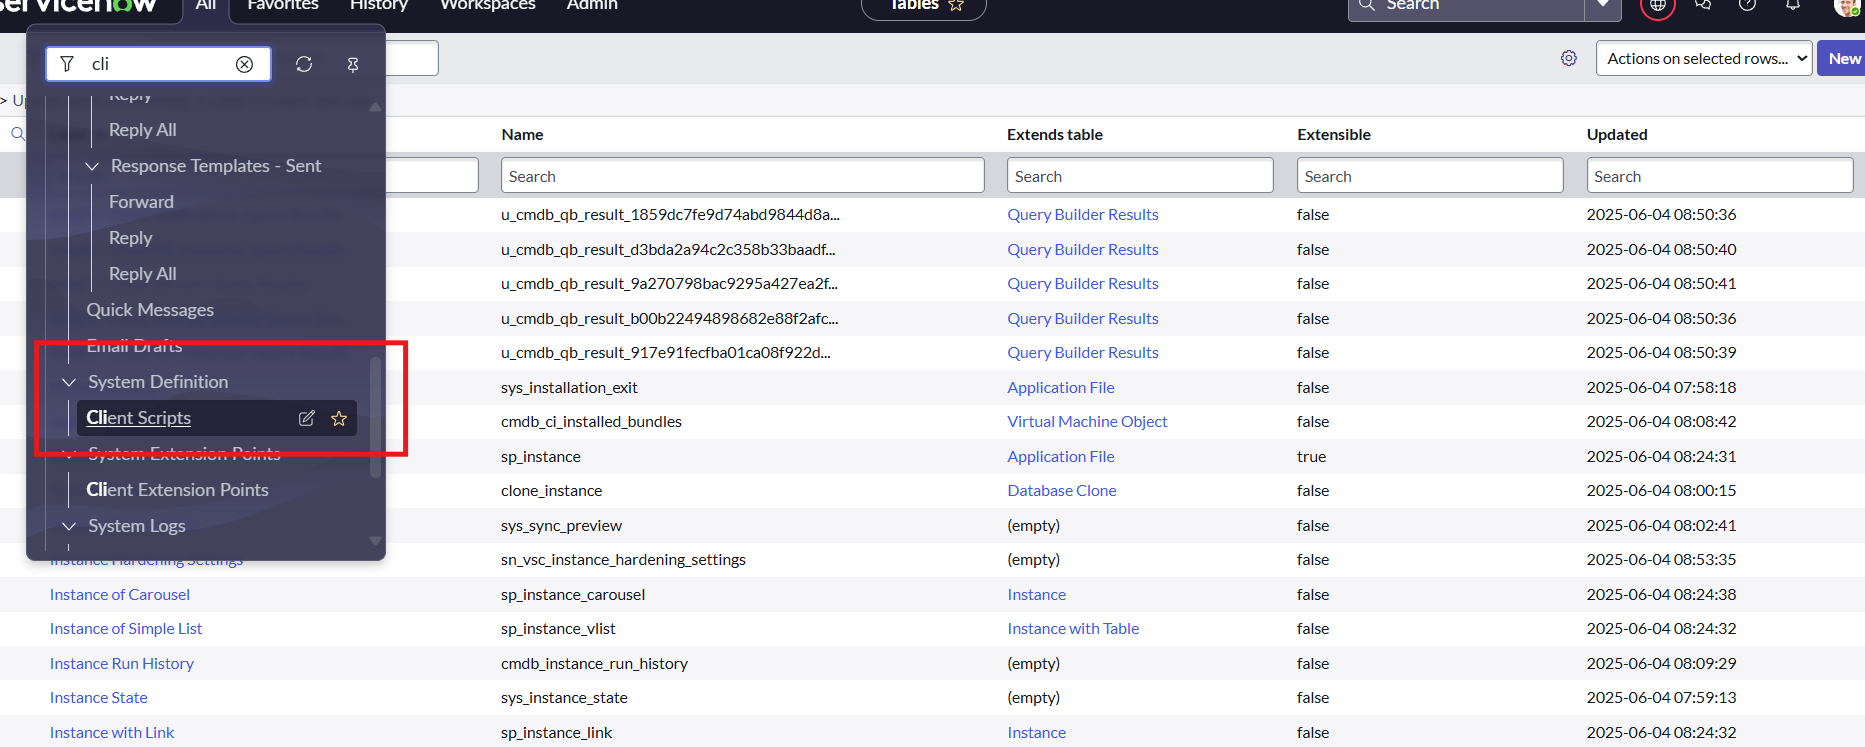 servicenow All Favorites History Workspaces Admin Tables Search
cli
Actions on selected rows... New
> U
Reply
Reply All
Response Templates - Sent
Forward
Reply
Reply All
Quick Messages
Email Drafts
System Definition
Client Scripts
System Extension Points
Client Extension Points
System Logs
Name Extends table Extensible Updated
Search Search Search Search
u_cmdb_qb_result_1859dc7fe9d74abd9844d8a... Query Builder Results false 2025-06-04 08:50:36
u_cmdb_qb_result_d3bda2a94c2c358b33baadf... Query Builder Results false 2025-06-04 08:50:40
u_cmdb_qb_result_9a270798bac9295a427ea2f... Query Builder Results false 2025-06-04 08:50:41
u_cmdb_qb_result_b00b22494898682e88f2afc... Query Builder Results false 2025-06-04 08:50:36
u_cmdb_qb_result_917e91fecfba01ca08f922d... Query Builder Results false 2025-06-04 08:50:39
sys_installation_exit Application File false 2025-06-04 07:58:18
cmdb_ci_installed_bundles Virtual Machine Object false 2025-06-04 08:08:42
sp_instance Application File true 2025-06-04 08:24:31
clone_instance Database Clone false 2025-06-04 08:00:15
sys_sync_preview (empty) false 2025-06-04 08:02:41
Instance Hardening Settings sn_vsc_instance_hardening_settings (empty) false 2025-06-04 08:53:35
Instance of Carousel sp_instance_carousel Instance false 2025-06-04 08:24:38
Instance of Simple List sp_instance_vlist Instance with Table false 2025-06-04 08:24:32
Instance Run History cmdb_instance_run_history (empty) false 2025-06-04 08:09:29
Instance State sys_instance_state (empty) false 2025-06-04 07:59:13
Instance with Link sp_instance_link Instance false 2025-06-04 08:24:32